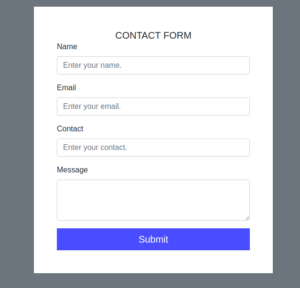 CONTACT FORM
Name
Enter your name.
Email
Enter your email.
Contact
Enter your contact.
Message
Submit